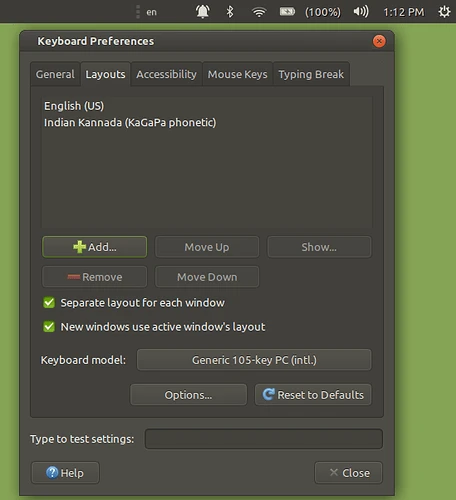 en (100%) 1:12 PM
Keyboard Preferences
General Layouts Accessibility Mouse Keys Typing Break
English (US)
Indian Kannada (KaGaPa phonetic)
Add... Move Up Show...
Remove Move Down
Separate layout for each window
New windows use active window's layout
Keyboard model: Generic 105-key PC (intl.)
Options... Reset to Defaults
Type to test settings:
Help Close